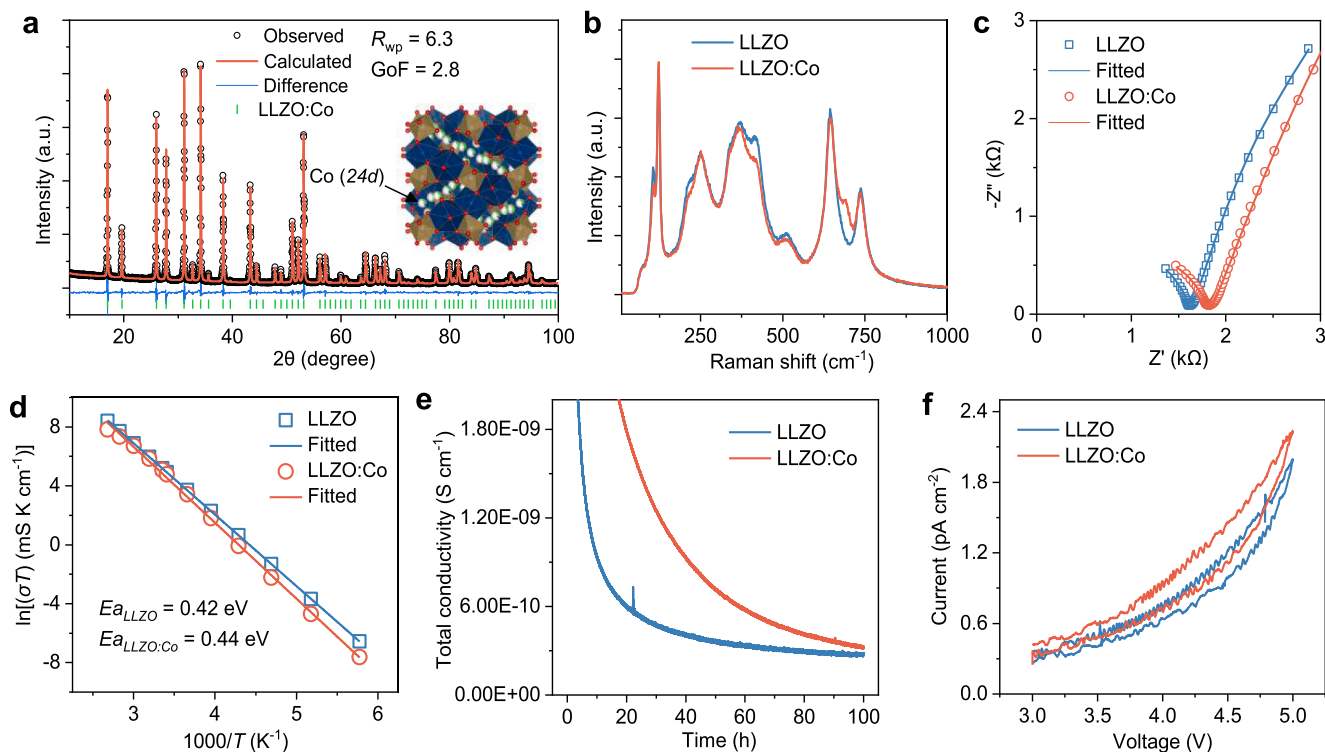 a
Observed
Calculated
Difference
LLZO:Co
Rwp = 6.3
GoF = 2.8
Co (24d)
Intensity (a.u.)
20 40 60 80 100
2θ (degree)
b
LLZO
LLZO:Co
Intensity (a.u.)
250 500 750 1000
Raman shift (cm-1)
c
LLZO
Fitted
LLZO:Co
Fitted
-Z" (kΩ)
3
2
1
0
0 1 2 3
Z' (kΩ)
d
LLZO
Fitted
LLZO:Co
Fitted
EaLLZO = 0.42 eV
EaLLZO:Co = 0.44 eV
ln[(σT) (mS K cm-1)]
8
4
0
-4
-8
3 4 5 6
1000/T (K-1)
e
LLZO
LLZO:Co
Total conductivity (S cm-1)
1.80E-09
1.20E-09
6.00E-10
0.00E+00
0 20 40 60 80 100
Time (h)
f
LLZO
LLZO:Co
Current (pA cm-2)
2.4
1.8
1.2
0.6
0.0
3.0 3.5 4.0 4.5 5.0
Voltage (V)